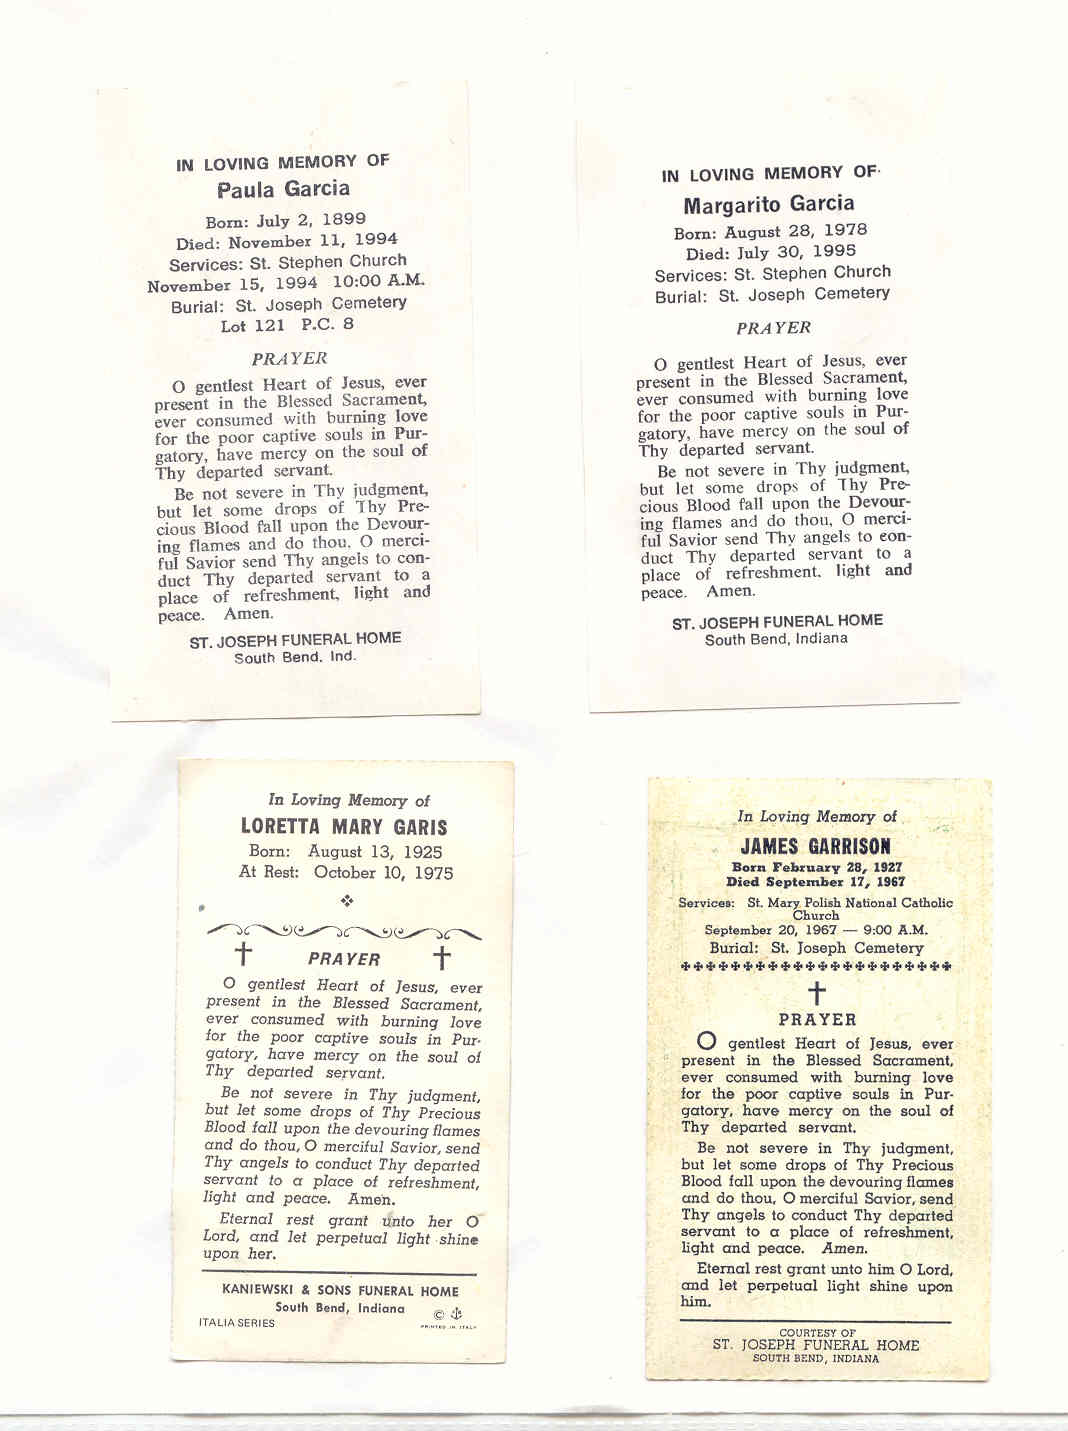 IN LOVING MEMORY OF
Paula Garcia
Born: July 2, 1899
Died: November 11, 1994
Services: St. Stephen Church
November 15, 1994 10:00 A.M.
Burial: St. Joseph Cemetery
Lot 121 P.C. 8
PRAYER
O gentlest Heart of Jesus, ever
present in the Blessed Sacrament,
ever consumed with burning love
for the poor captive souls in Pur-
gatory, have mercy on the soul of
Thy departed servant.
Be not severe in Thy judgment,
but let some drops of Thy Pre-
cious Blood fall upon the Devour-
ing flames and do thou, O merci-
ful Savior send Thy angels to con-
duct Thy departed servant to a
place of refreshment, light and
peace. Amen.
ST. JOSEPH FUNERAL HOME
South Bend, Ind.
IN LOVING MEMORY OF
Margarito Garcia
Born: August 28, 1978
Died: July 30, 1995
Services: St. Stephen Church
Burial: St. Joseph Cemetery
PRAYER
O gentlest Heart of Jesus, ever
present in the Blessed Sacrament,
ever consumed with burning love
for the poor captive souls in Pur-
gatory, have mercy on the soul of
Thy departed servant.
Be not severe in Thy judgment,
but let some drops of Thy Pre-
cious Blood fall upon the Devour-
ing flames and do thou, O merci-
ful Savior send Thy angels to con-
duct Thy departed servant to a
place of refreshment, light and
peace. Amen.
ST. JOSEPH FUNERAL HOME
South Bend, Indiana
In Loving Memory of
LORETTA MARY GARIS
Born: August 13, 1925
At Rest: October 10, 1975
PRAYER
O gentlest Heart of Jesus, ever
present in the Blessed Sacrament,
ever consumed with burning love
for the poor captive souls in Pur-
gatory, have mercy on the soul of
Thy departed servant.
Be not severe in Thy judgment,
but let some drops of Thy Precious
Blood fall upon the devouring flames
and do thou, O merciful Savior, send
Thy angels to conduct Thy departed
servant to a place of refreshment,
light and peace. Amen.
Eternal rest grant unto her O
Lord, and let perpetual light shine
upon her.
KANIEWSKI & SONS FUNERAL HOME
South Bend, Indiana ©
ITALIA SERIES PRINTED IN ITALY
In Loving Memory of
JAMES GARRISON
Born February 28, 1927
Died September 17, 1967
Services: St. Mary Polish National Catholic
Church
September 20, 1967 — 9:00 A.M.
Burial: St. Joseph Cemetery
PRAYER
O gentlest Heart of Jesus, ever
present in the Blessed Sacrament,
ever consumed with burning love
for the poor captive souls in Pur-
gatory, have mercy on the soul of
Thy departed servant.
Be not severe in Thy judgment,
but let some drops of Thy Precious
Blood fall upon the devouring flames
and do thou, O merciful Savior, send
Thy angels to conduct Thy departed
servant to a place of refreshment,
light and peace. Amen.
Eternal rest grant unto him O Lord,
and let perpetual light shine upon
him.
COURTESY OF
ST. JOSEPH FUNERAL HOME
SOUTH BEND, INDIANA